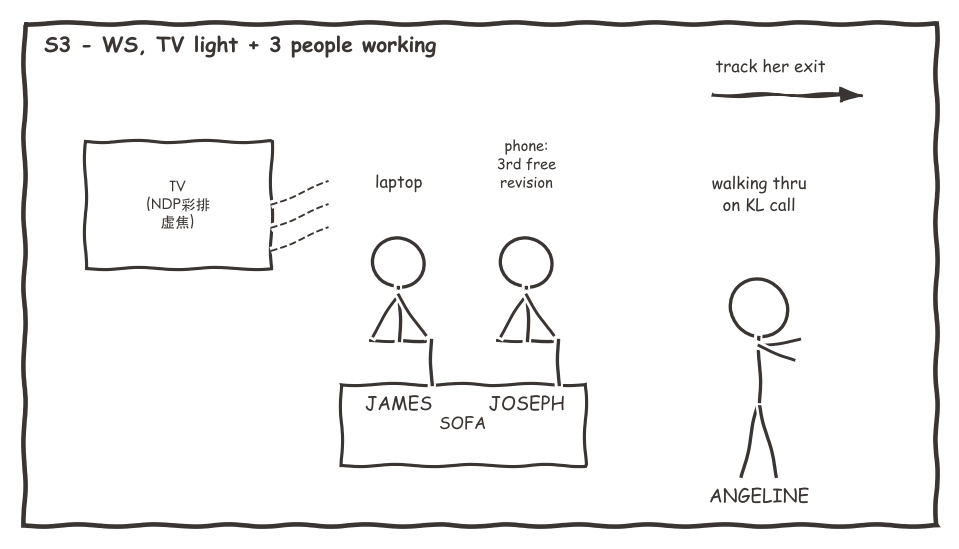 S3 - WS, TV light + 3 people working
track her exit
phone:
3rd free
revision
laptop
walking thru
on KL call
TV
(NDP彩排
虚焦)
JAMES
JOSEPH
SOFA
ANGELINE